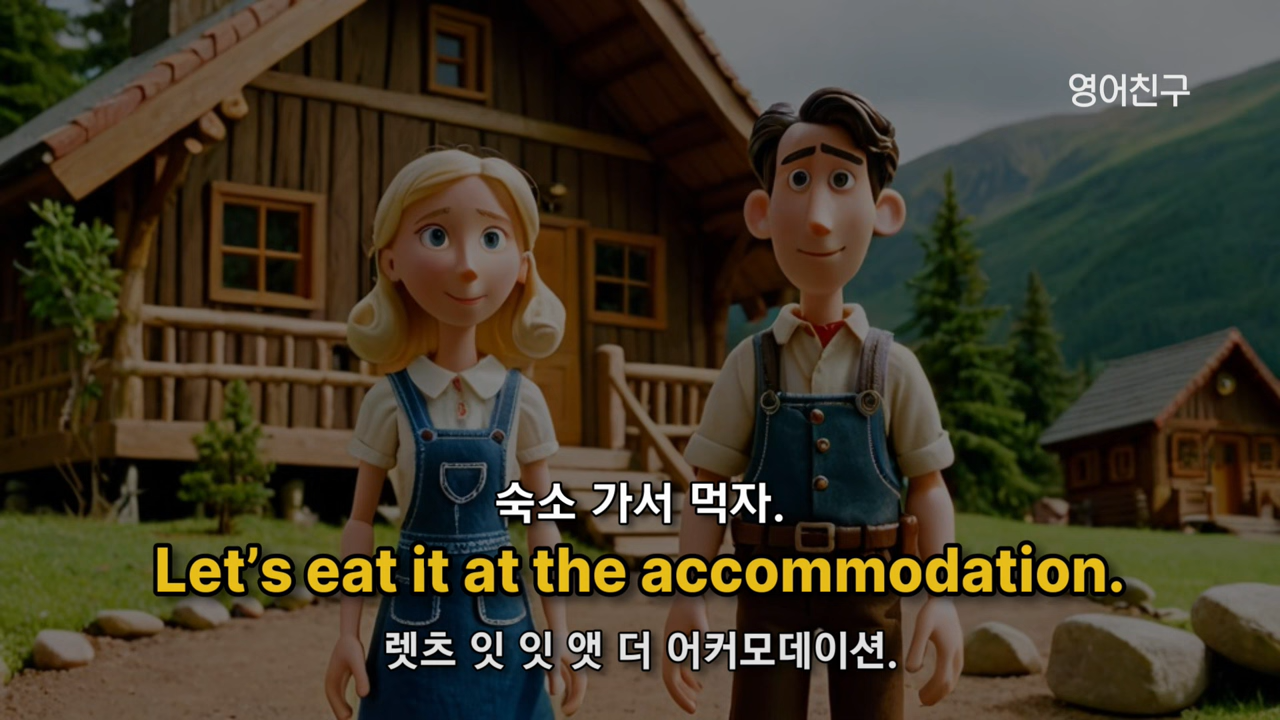 영어친구
숙소 가서 먹자.
Let's eat it at the accommodation.
렛츠 잇 잇 앳 더 어커모데이션.